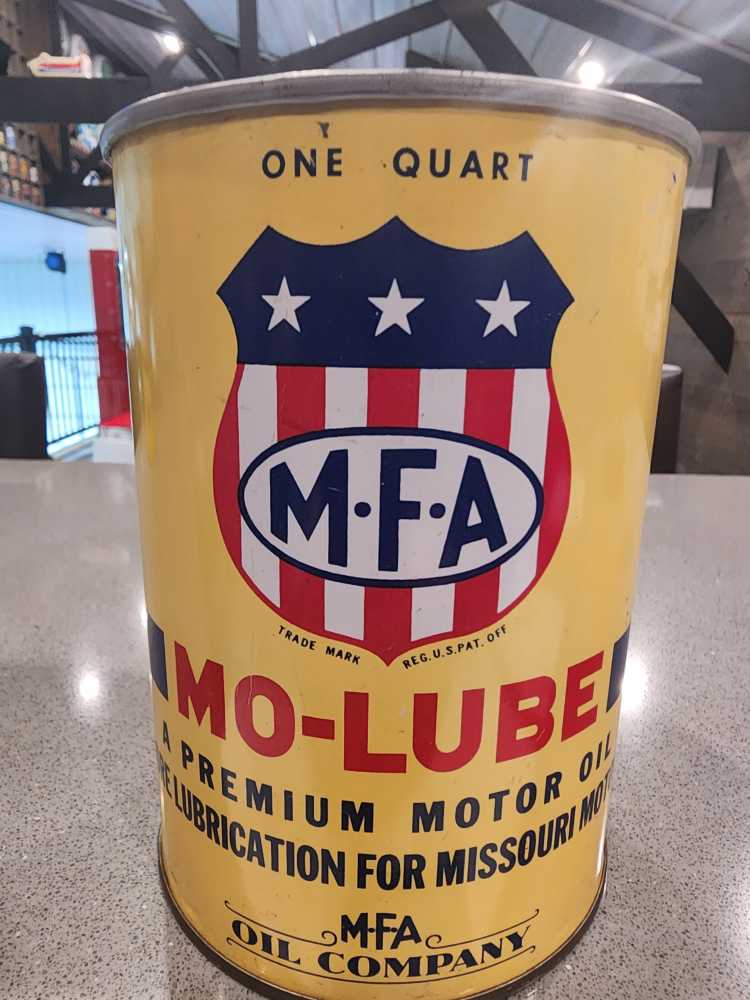 ONE QUART
M·F·A
TRADE MARK REG. U.S. PAT. OFF
MO-LUBE
A PREMIUM MOTOR OIL
LUBRICATION FOR MISSOURI
M·F·A
OIL COMPANY